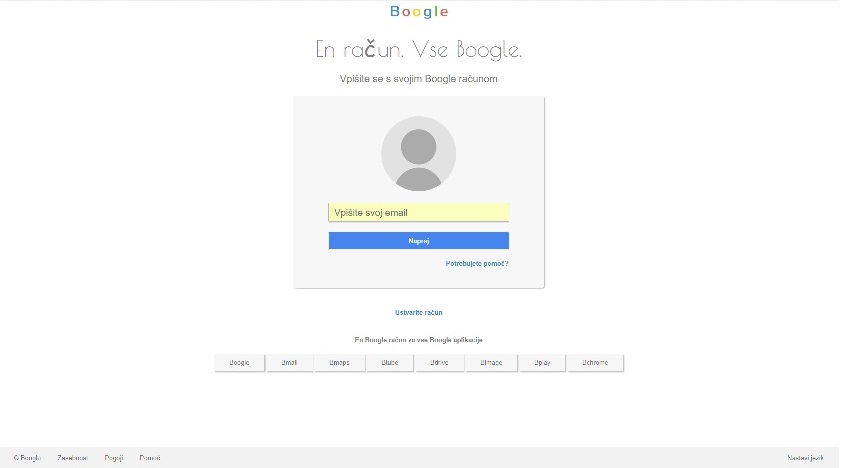 Boogle
En račun. Vse Boogle.
Vpišite se s svojim Boogle računom
Vpišite svoj email
Naprej
Potrebujete pomoč?
Ustvarite račun
En Boogle račun za vse Boogle aplikacije
Boogle Bmail Bmaps Btube Bdrive Bimage Bplay Bchrome
O Booglu Zasebnost Pogoji Pomoč Nastavi jezik